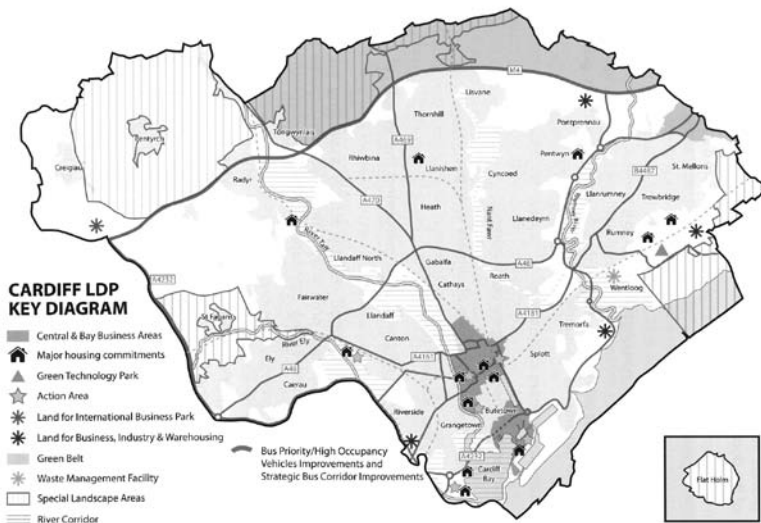 Lisvane
M4
Thornhill
Pontprennau
Tongwynlais
A469
Pentyrch
Rhiwbina
Llanishen
Pentwyn
Creigiau
Cyncoed
B4487
St. Mellons
Radyr
Llanrumney
Trowbridge
A470
Heath
Llanedeyrn
Rumney
River Taff
Llandaff North
Gabalfa
A48
A4232
Cathays
Roath
Wentloog
CARDIFF LDP
KEY DIAGRAM
Fairwater
St Fagans
Llandaff
A4161
Tremorfa
Central & Bay Business Areas
River Ely
Canton
Major housing commitments
Ely
A4161
Splott
Green Technology Park
A48
Caerau
Action Area
Riverside
Butetown
Land for International Business Park
Grangetown
Land for Business, Industry & Warehousing
Bus Priority/High Occupancy
Vehicles Improvements and
Strategic Bus Corridor Improvements
Green Belt
A4232
Cardiff
Bay
Waste Management Facility
Flat Holm
Special Landscape Areas
River Corridor